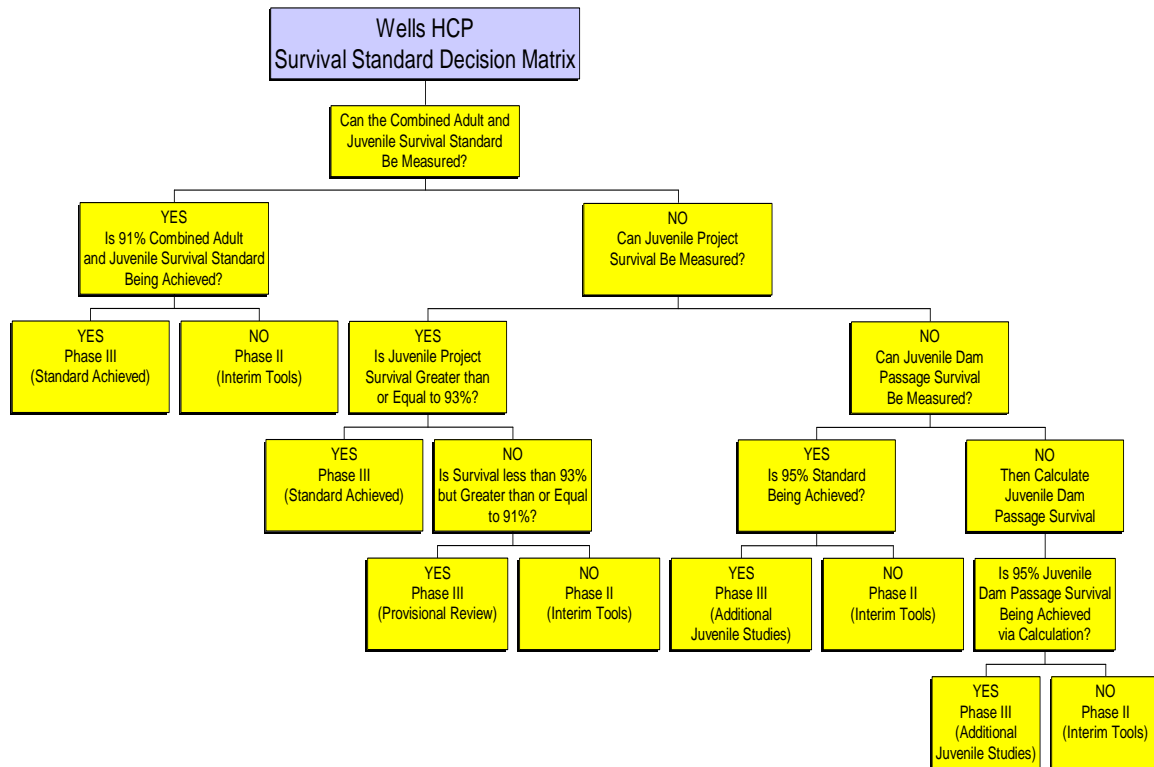 Wells HCP
Survival Standard Decision Matrix
Can the Combined Adult and
Juvenile Survival Standard
Be Measured?
YES
Is 91% Combined Adult
and Juvenile Survival Standard
Being Achieved?
NO
Can Juvenile Project
Survival Be Measured?
YES
Phase III
(Standard Achieved)
NO
Phase II
(Interim Tools)
YES
Is Juvenile Project
Survival Greater than
or Equal to 93%?
NO
Can Juvenile Dam
Passage Survival
Be Measured?
YES
Phase III
(Standard Achieved)
NO
Is Survival less than 93%
but Greater than or Equal
to 91%?
YES
Is 95% Standard
Being Achieved?
NO
Then Calculate
Juvenile Dam
Passage Survival
YES
Phase III
(Provisional Review)
NO
Phase II
(Interim Tools)
YES
Phase III
(Additional
Juvenile Studies)
NO
Phase II
(Interim Tools)
Is 95% Juvenile
Dam Passage Survival
Being Achieved
via Calculation?
YES
Phase III
(Additional
Juvenile Studies)
NO
Phase II
(Interim Tools)